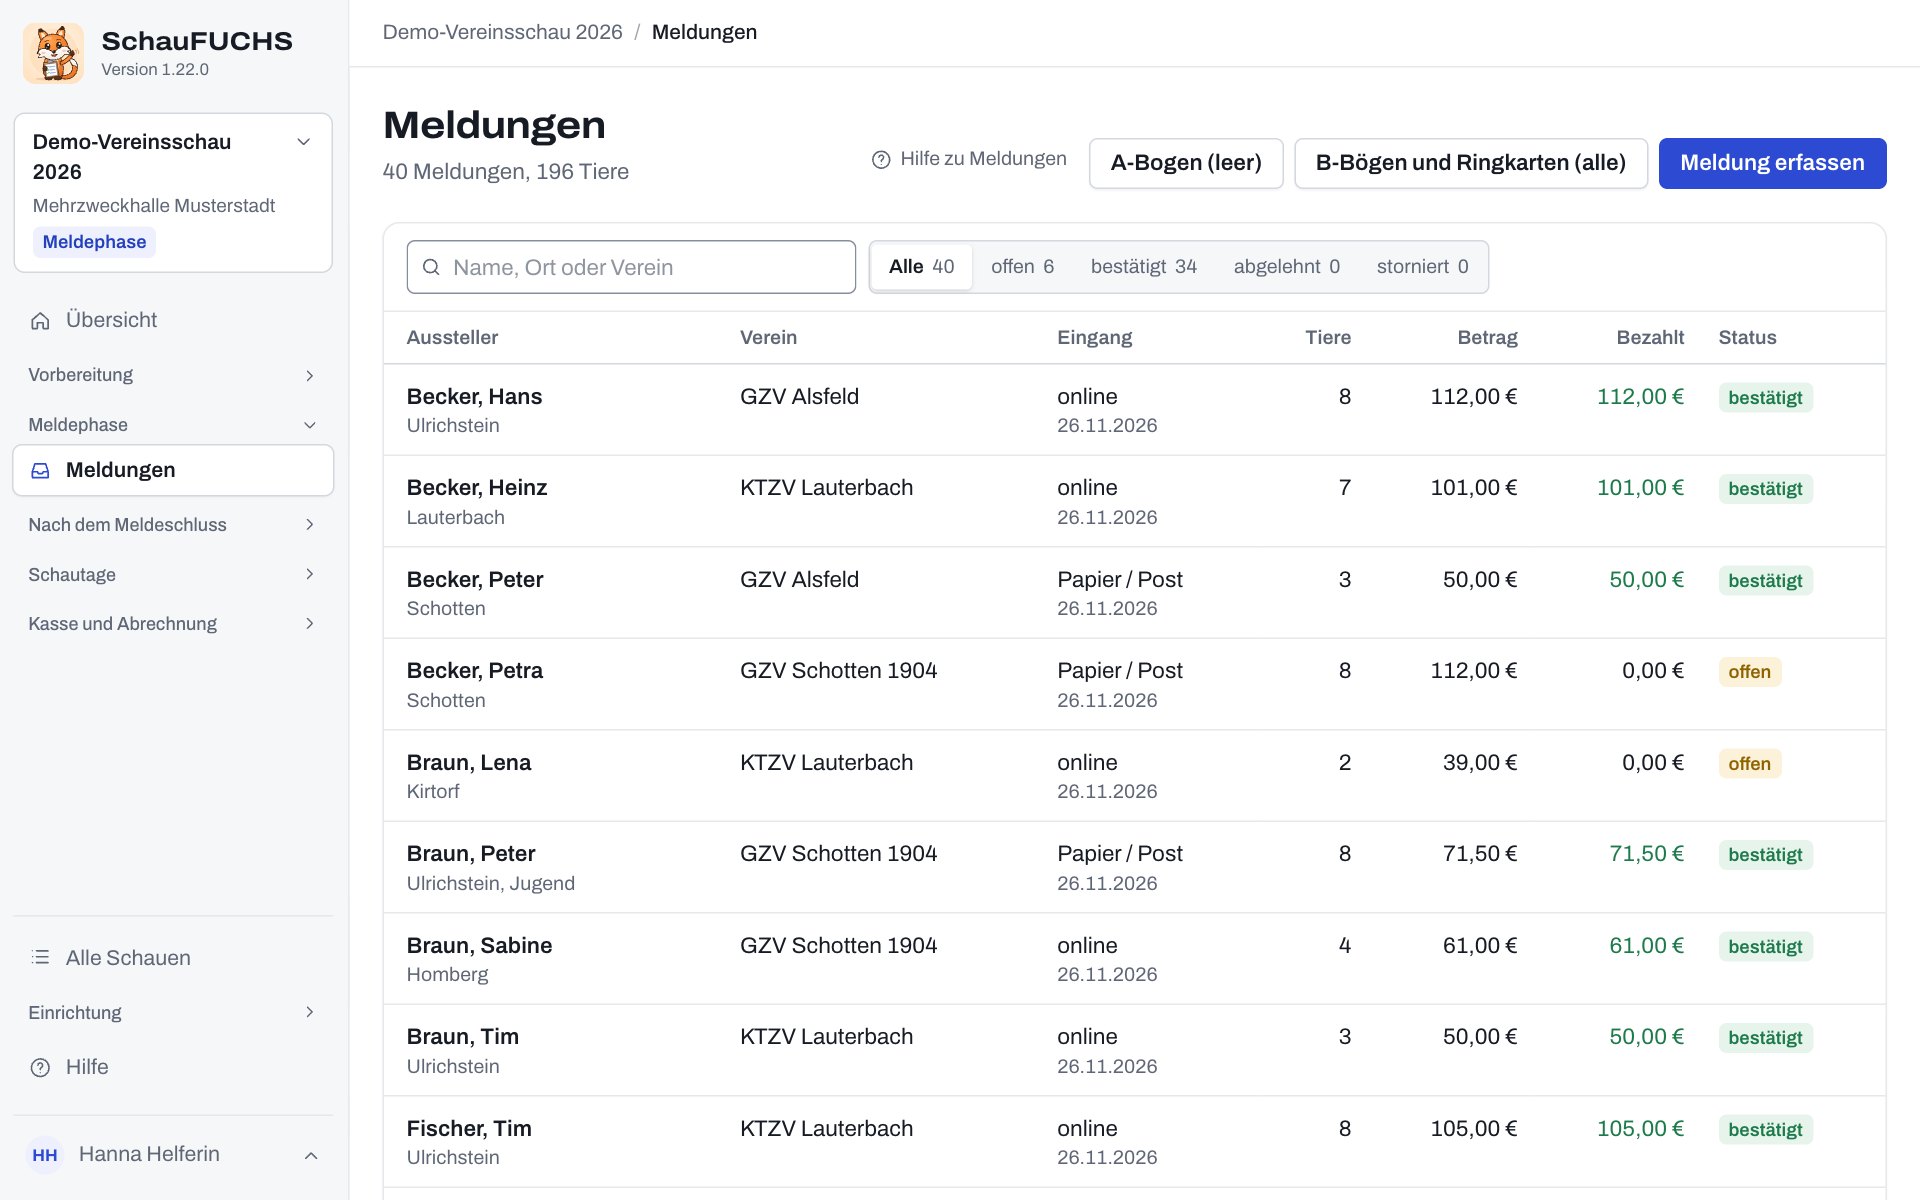 SchauFUCHS
Version 1.22.0
Demo-Vereinsschau 2026
Mehrzweckhalle Musterstadt
Meldephase
Übersicht
Vorbereitung
Meldephase
Meldungen
Nach dem Meldeschluss
Schautage
Kasse und Abrechnung
Alle Schauen
Einrichtung
Hilfe
HH Hanna Helferin
Demo-Vereinsschau 2026 / Meldungen
Meldungen
40 Meldungen, 196 Tiere
Hilfe zu Meldungen
A-Bogen (leer)
B-Bögen und Ringkarten (alle)
Meldung erfassen
Name, Ort oder Verein
Alle 40 offen 6 bestätigt 34 abgelehnt 0 storniert 0
Aussteller Verein Eingang Tiere Betrag Bezahlt Status
Becker, Hans GZV Alsfeld online 8 112,00 € 112,00 € bestätigt
Ulrichstein 26.11.2026
Becker, Heinz KTZV Lauterbach online 7 101,00 € 101,00 € bestätigt
Lauterbach 26.11.2026
Becker, Peter GZV Alsfeld Papier / Post 3 50,00 € 50,00 € bestätigt
Schotten 26.11.2026
Becker, Petra GZV Schotten 1904 Papier / Post 8 112,00 € 0,00 € offen
Schotten 26.11.2026
Braun, Lena KTZV Lauterbach online 2 39,00 € 0,00 € offen
Kirtorf 26.11.2026
Braun, Peter GZV Schotten 1904 Papier / Post 8 71,50 € 71,50 € bestätigt
Ulrichstein, Jugend 26.11.2026
Braun, Sabine GZV Schotten 1904 online 4 61,00 € 61,00 € bestätigt
Homberg 26.11.2026
Braun, Tim KTZV Lauterbach online 3 50,00 € 50,00 € bestätigt
Ulrichstein 26.11.2026
Fischer, Tim KTZV Lauterbach online 8 105,00 € 105,00 € bestätigt
Ulrichstein 26.11.2026